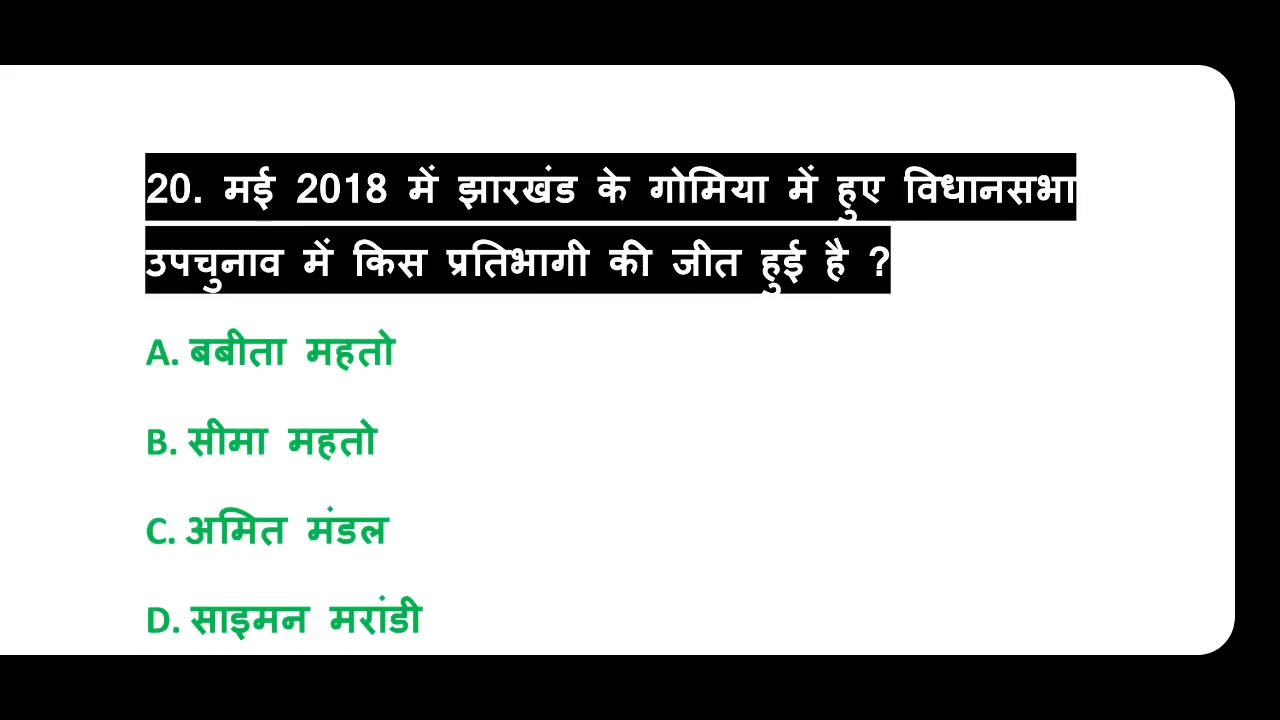 20. मई 2018 में झारखंड के गोमिया में हुए विधानसभा
उपचुनाव में किस प्रतिभागी की जीत हुई है ?
A. बबीता महतो
B. सीमा महतो
C. अमित मंडल
D. साइमन मरांडी